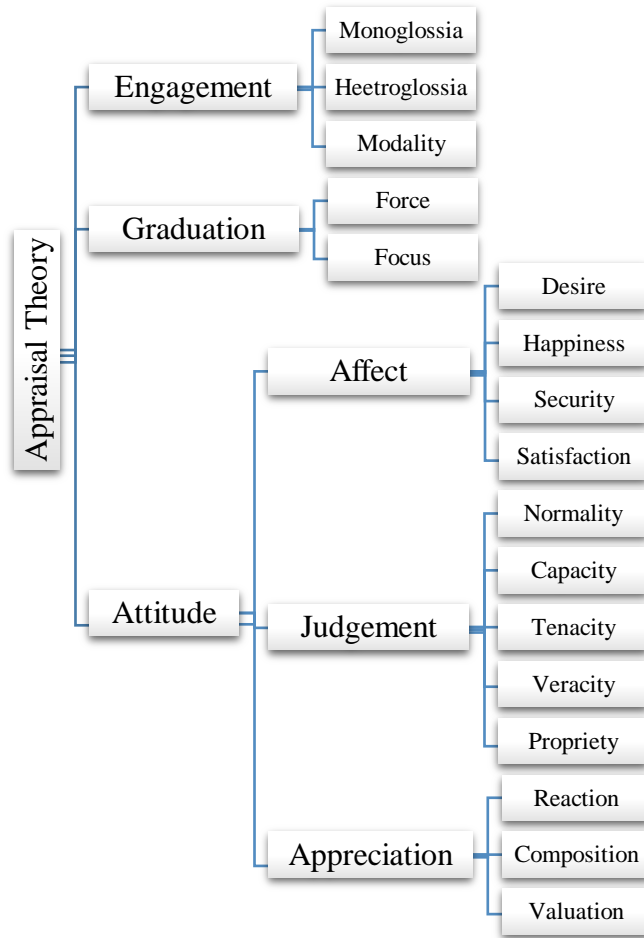 Appraisal Theory
Engagement
Monoglossia
Heetroglossia
Modality
Graduation
Force
Focus
Attitude
Affect
Desire
Happiness
Security
Satisfaction
Judgement
Normality
Capacity
Tenacity
Veracity
Propriety
Appreciation
Reaction
Composition
Valuation